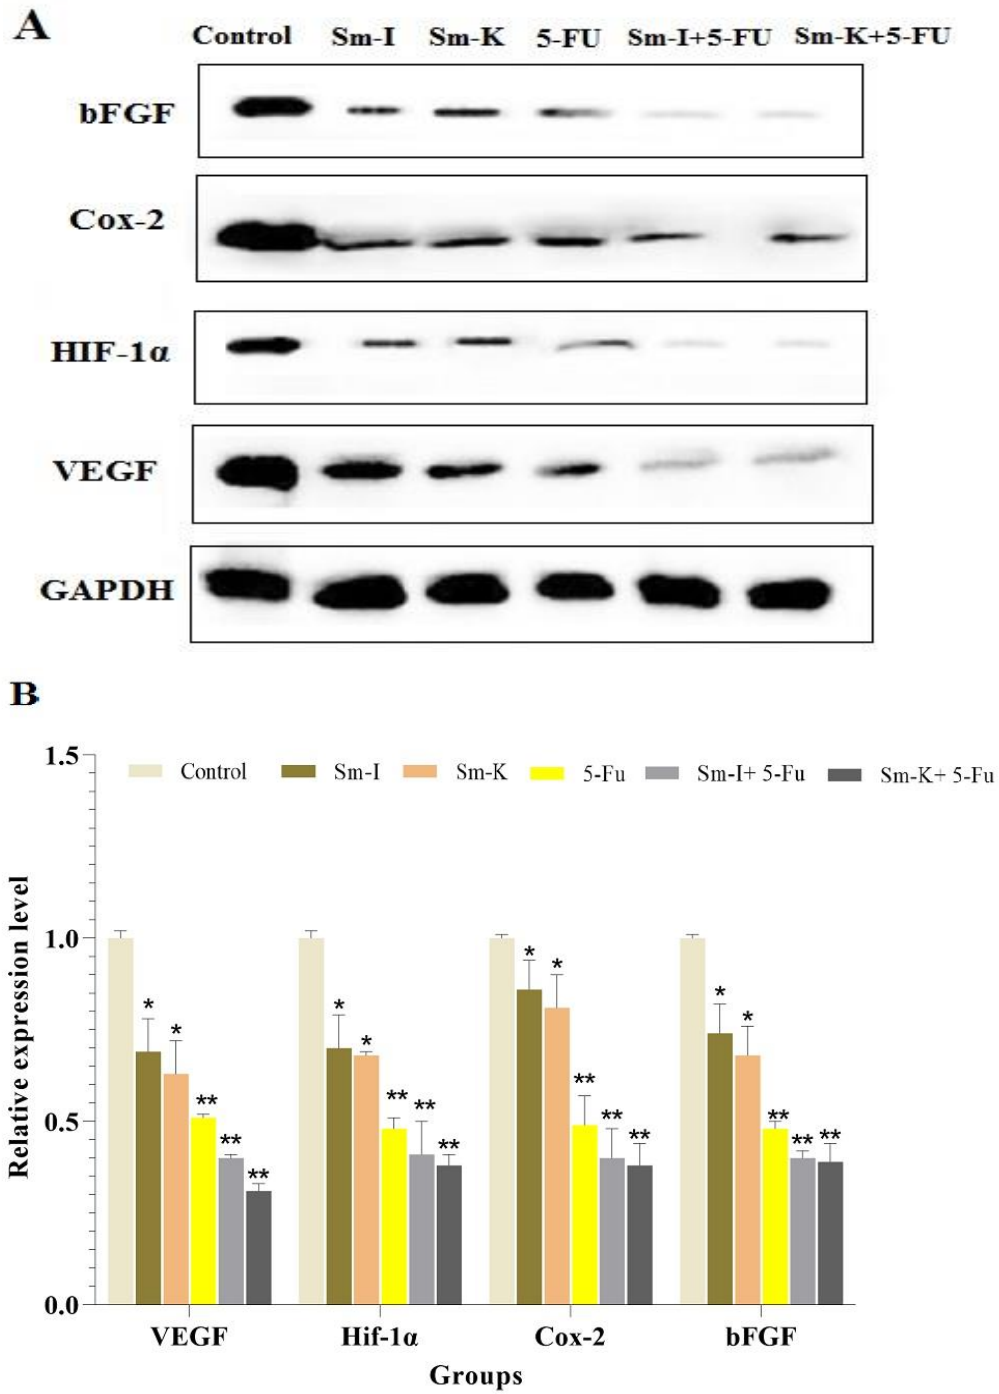 A
Control Sm-I Sm-K 5-FU Sm-I+5-FU Sm-K+5-FU
bFGF
Cox-2
HIF-1α
VEGF
GAPDH
B
1.5
Control Sm-I Sm-K 5-Fu Sm-I+ 5-Fu Sm-K+ 5-Fu
Relative expression level
1.0
* * ** ** **
* * ** ** **
* * ** ** **
* * ** ** **
0.5
0.0
VEGF Hif-1α Cox-2 bFGF
Groups